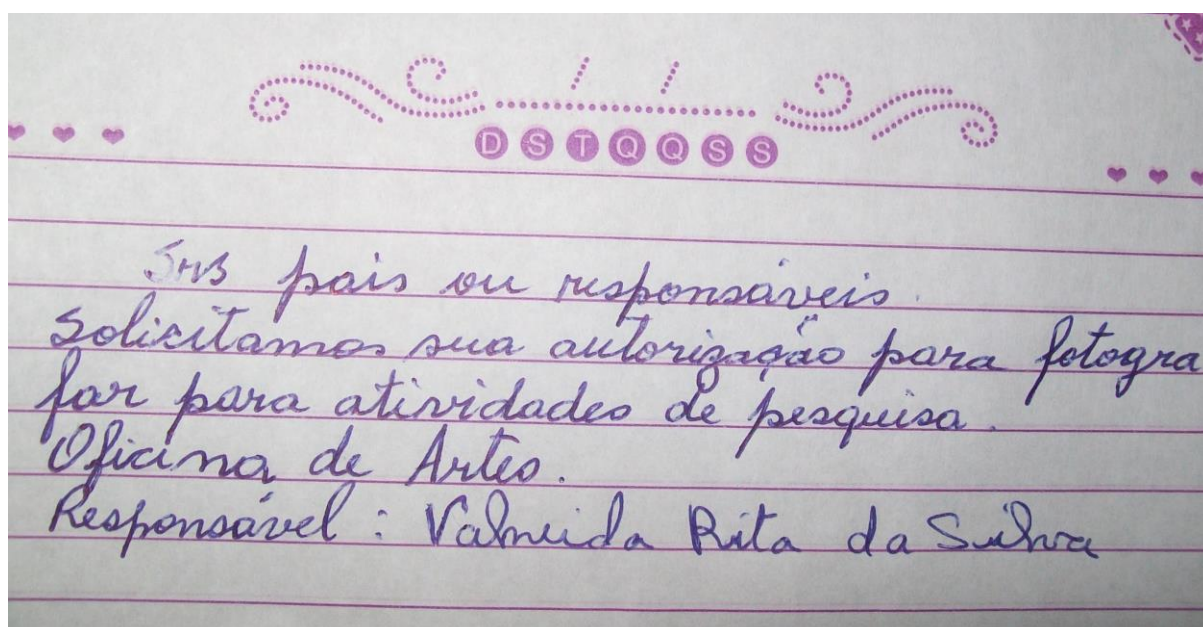 D S T Q Q S S
Srs pais ou responsáveis.
Solicitamos sua autorização para fotogra
far para atividades de pesquisa.
Oficina de Artes.
Responsável: Valmeida Rita da Silva